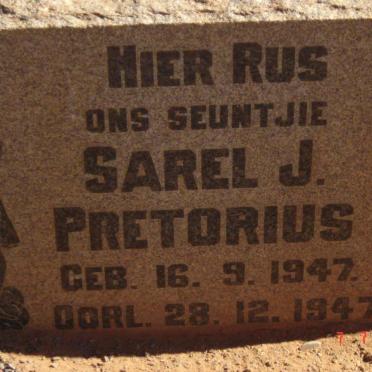 HIER RUS
ONS SEUNTJIE
SAREL J.
PRETORIUS
GEB. 16. 9. 1947.
OORL. 28. 12. 1947